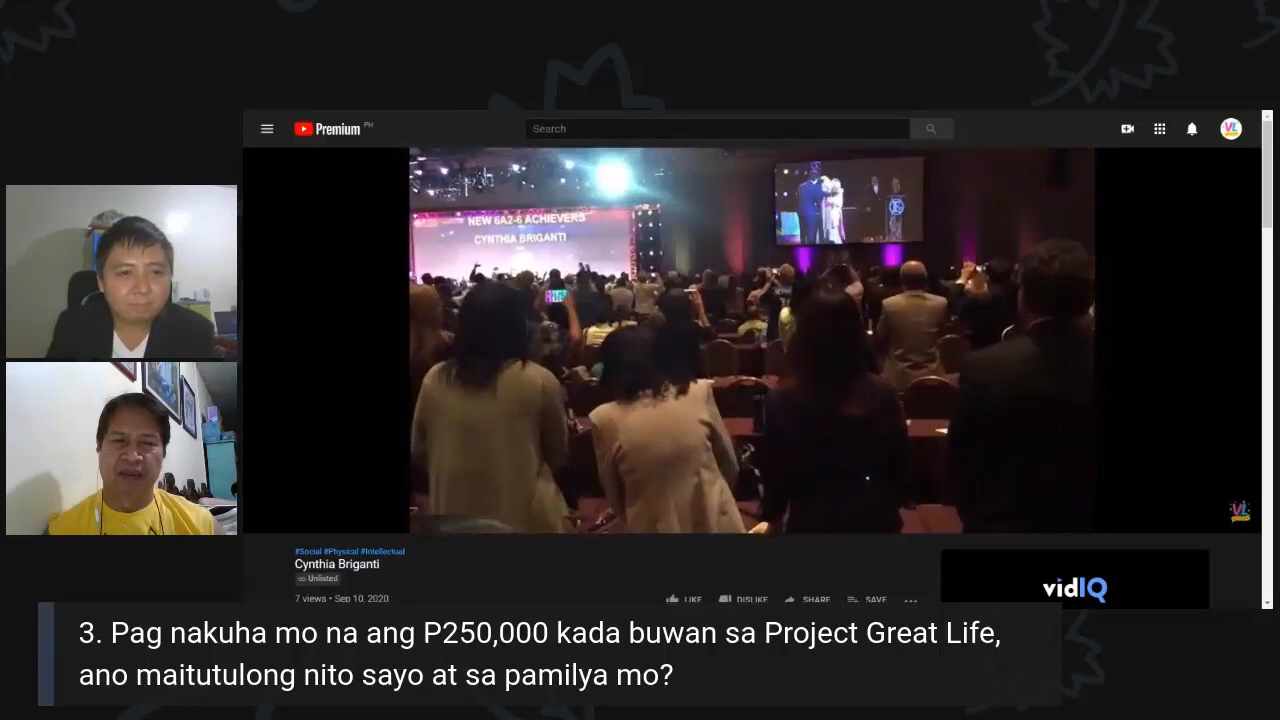 Premium PH
Search
NEW 6A2-6 ACHIEVERS
CYNTHIA BRIGANTI
#Social #Physical #Intellectual
Cynthia Briganti
Unlisted
7 views • Sep 10, 2020
LIKE DISLIKE SHARE SAVE
vidIQ
3. Pag nakuha mo na ang P250,000 kada buwan sa Project Great Life,
ano maitutulong nito sayo at sa pamilya mo?